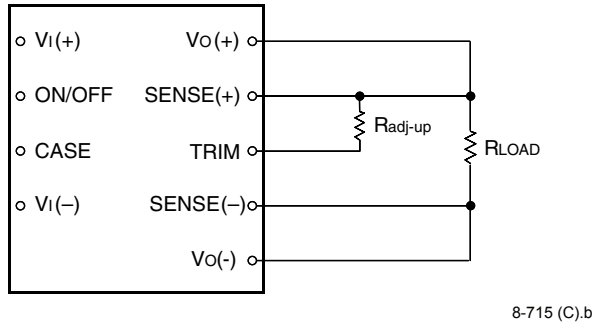 VI(+) VO(+)
ON/OFF SENSE(+)
Radj-up
CASE TRIM RLOAD
VI(–) SENSE(–)
VO(-)
8-715 (C).b